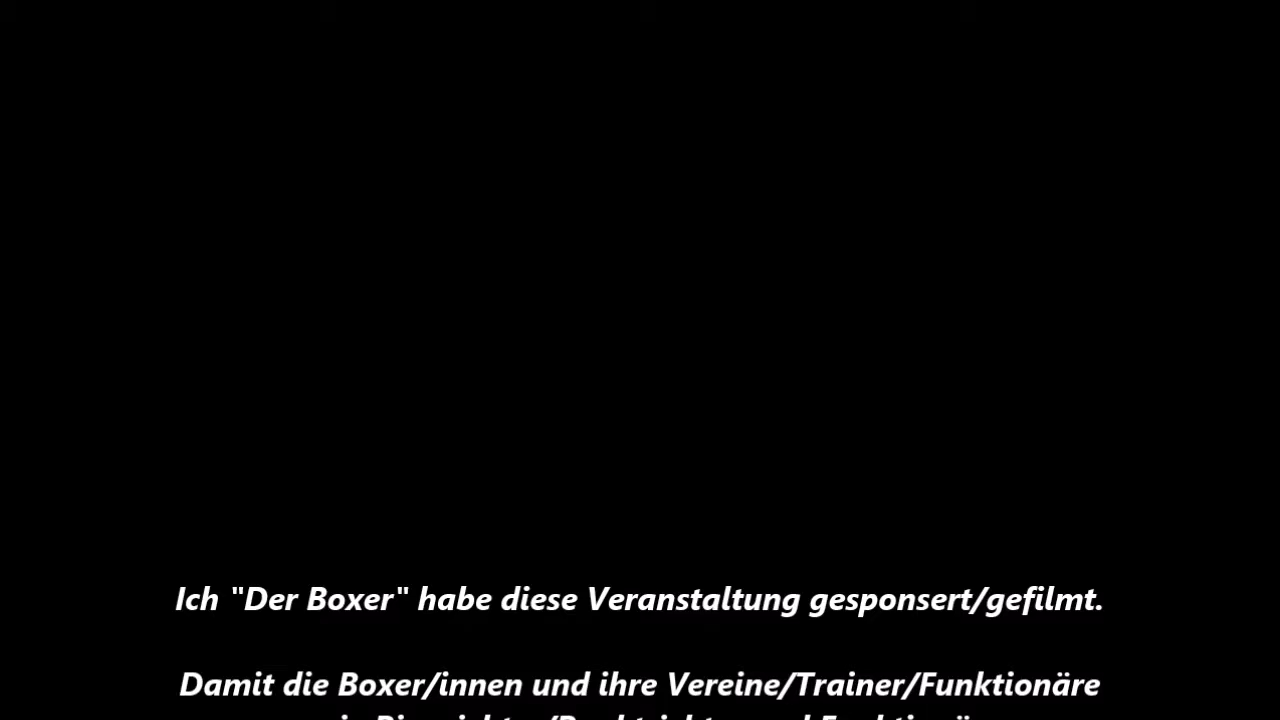 Ich "Der Boxer" habe diese Veranstaltung gesponsert/gefilmt.
Damit die Boxer/innen und ihre Vereine/Trainer/Funktionäre